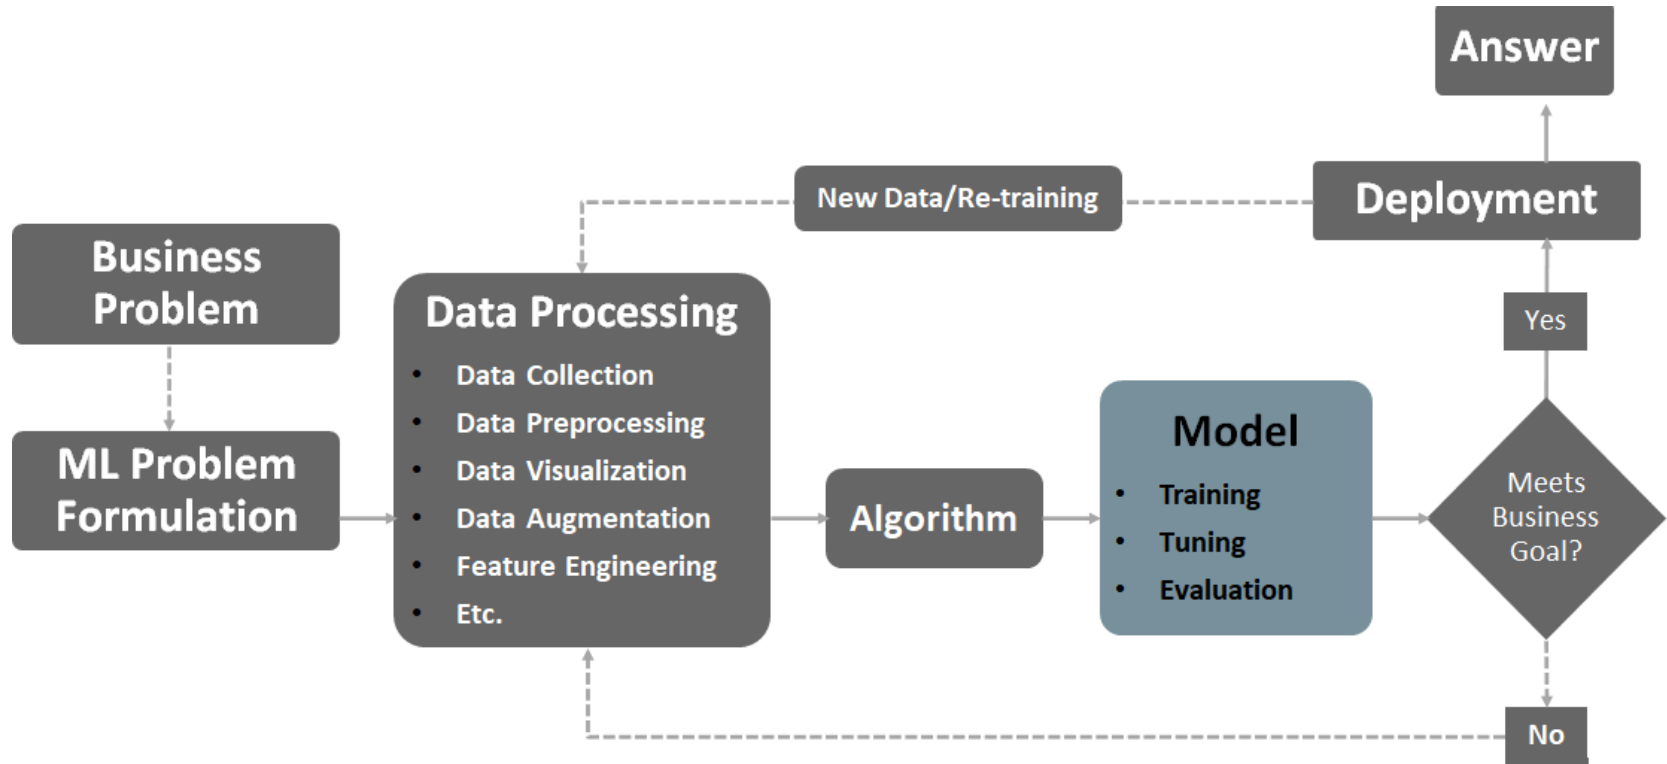 Answer
New Data/Re-training
Deployment
Business
Problem
Data Processing
• Data Collection
• Data Preprocessing
• Data Visualization
• Data Augmentation
• Feature Engineering
• Etc.
ML Problem
Formulation
Algorithm
Model
• Training
• Tuning
• Evaluation
Yes
Meets
Business
Goal?
No